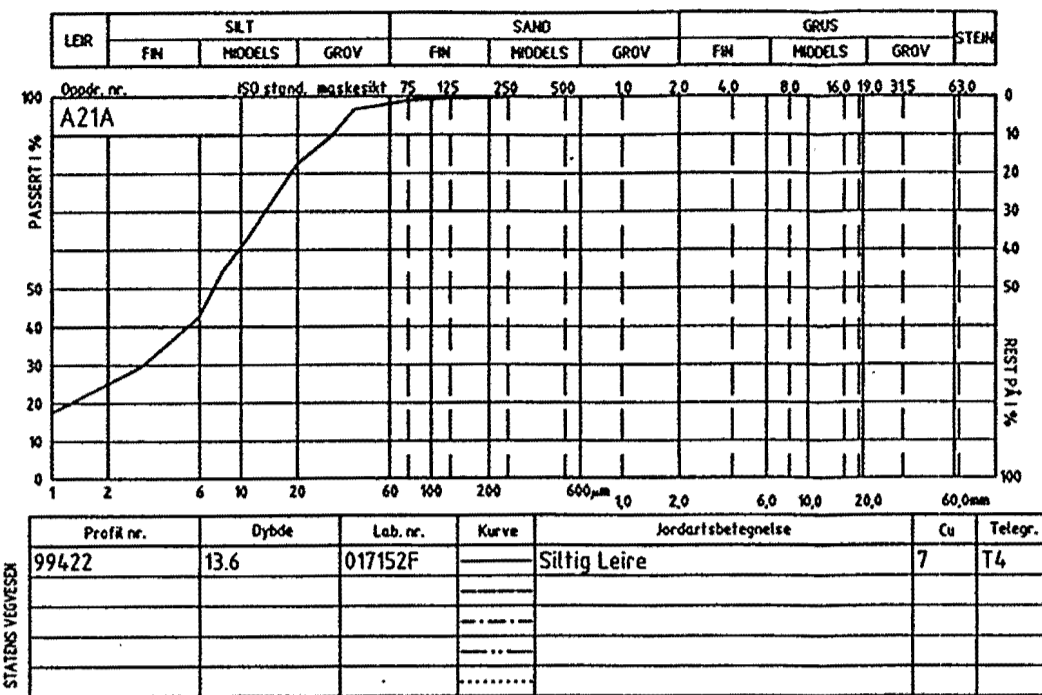 LEIR SILT SAND GRUS STEIN
FIN MIDDELS GROV FIN MIDDELS GROV FIN MIDDELS GROV
Oppdr. nr. ISO stand. maskesikt 75 125 250 500 1,0 2,0 4,0 8,0 16,0 19,0 31,5 63,0
A21A
PASSERT I %
100
50
40
30
20
10
0
0
10
20
30
40
50
REST PÅ I %
100
1 2 6 10 20 60 100 200 600µm 1,0 2,0 6,0 10,0 20,0 60,0mm
Profil nr. Dybde Lab. nr. Kurve Jordartsbetegnelse Cu Telegr.
99422 13.6 017152F Siltig Leire 7 T4
STATENS VEGVESEN